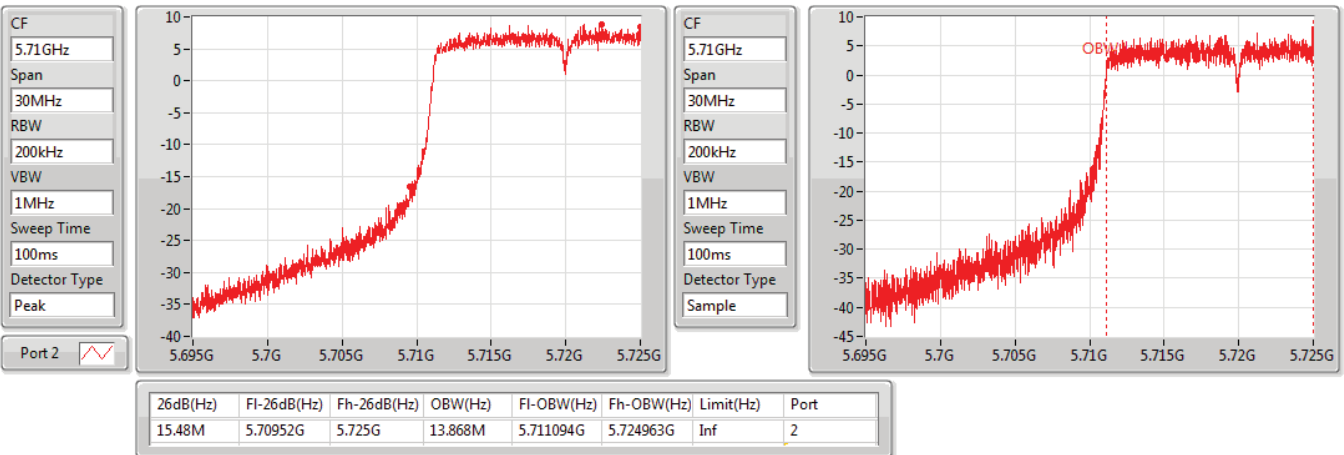 CF
5.71GHz
Span
30MHz
RBW
200kHz
VBW
1MHz
Sweep Time
100ms
Detector Type
Peak
Port 2
10
5
0
-5
-10
-15
-20
-25
-30
-35
-40
5.695G 5.7G 5.705G 5.71G 5.715G 5.72G 5.725G
CF
5.71GHz
Span
30MHz
RBW
200kHz
VBW
1MHz
Sweep Time
100ms
Detector Type
Sample
10
5
0
-5
-10
-15
-20
-25
-30
-35
-40
-45
OBW
5.695G 5.7G 5.705G 5.71G 5.715G 5.72G 5.725G
26dB(Hz) Fl-26dB(Hz) Fh-26dB(Hz) OBW(Hz) Fl-OBW(Hz) Fh-OBW(Hz) Limit(Hz) Port
15.48M 5.70952G 5.725G 13.868M 5.711094G 5.724963G Inf 2